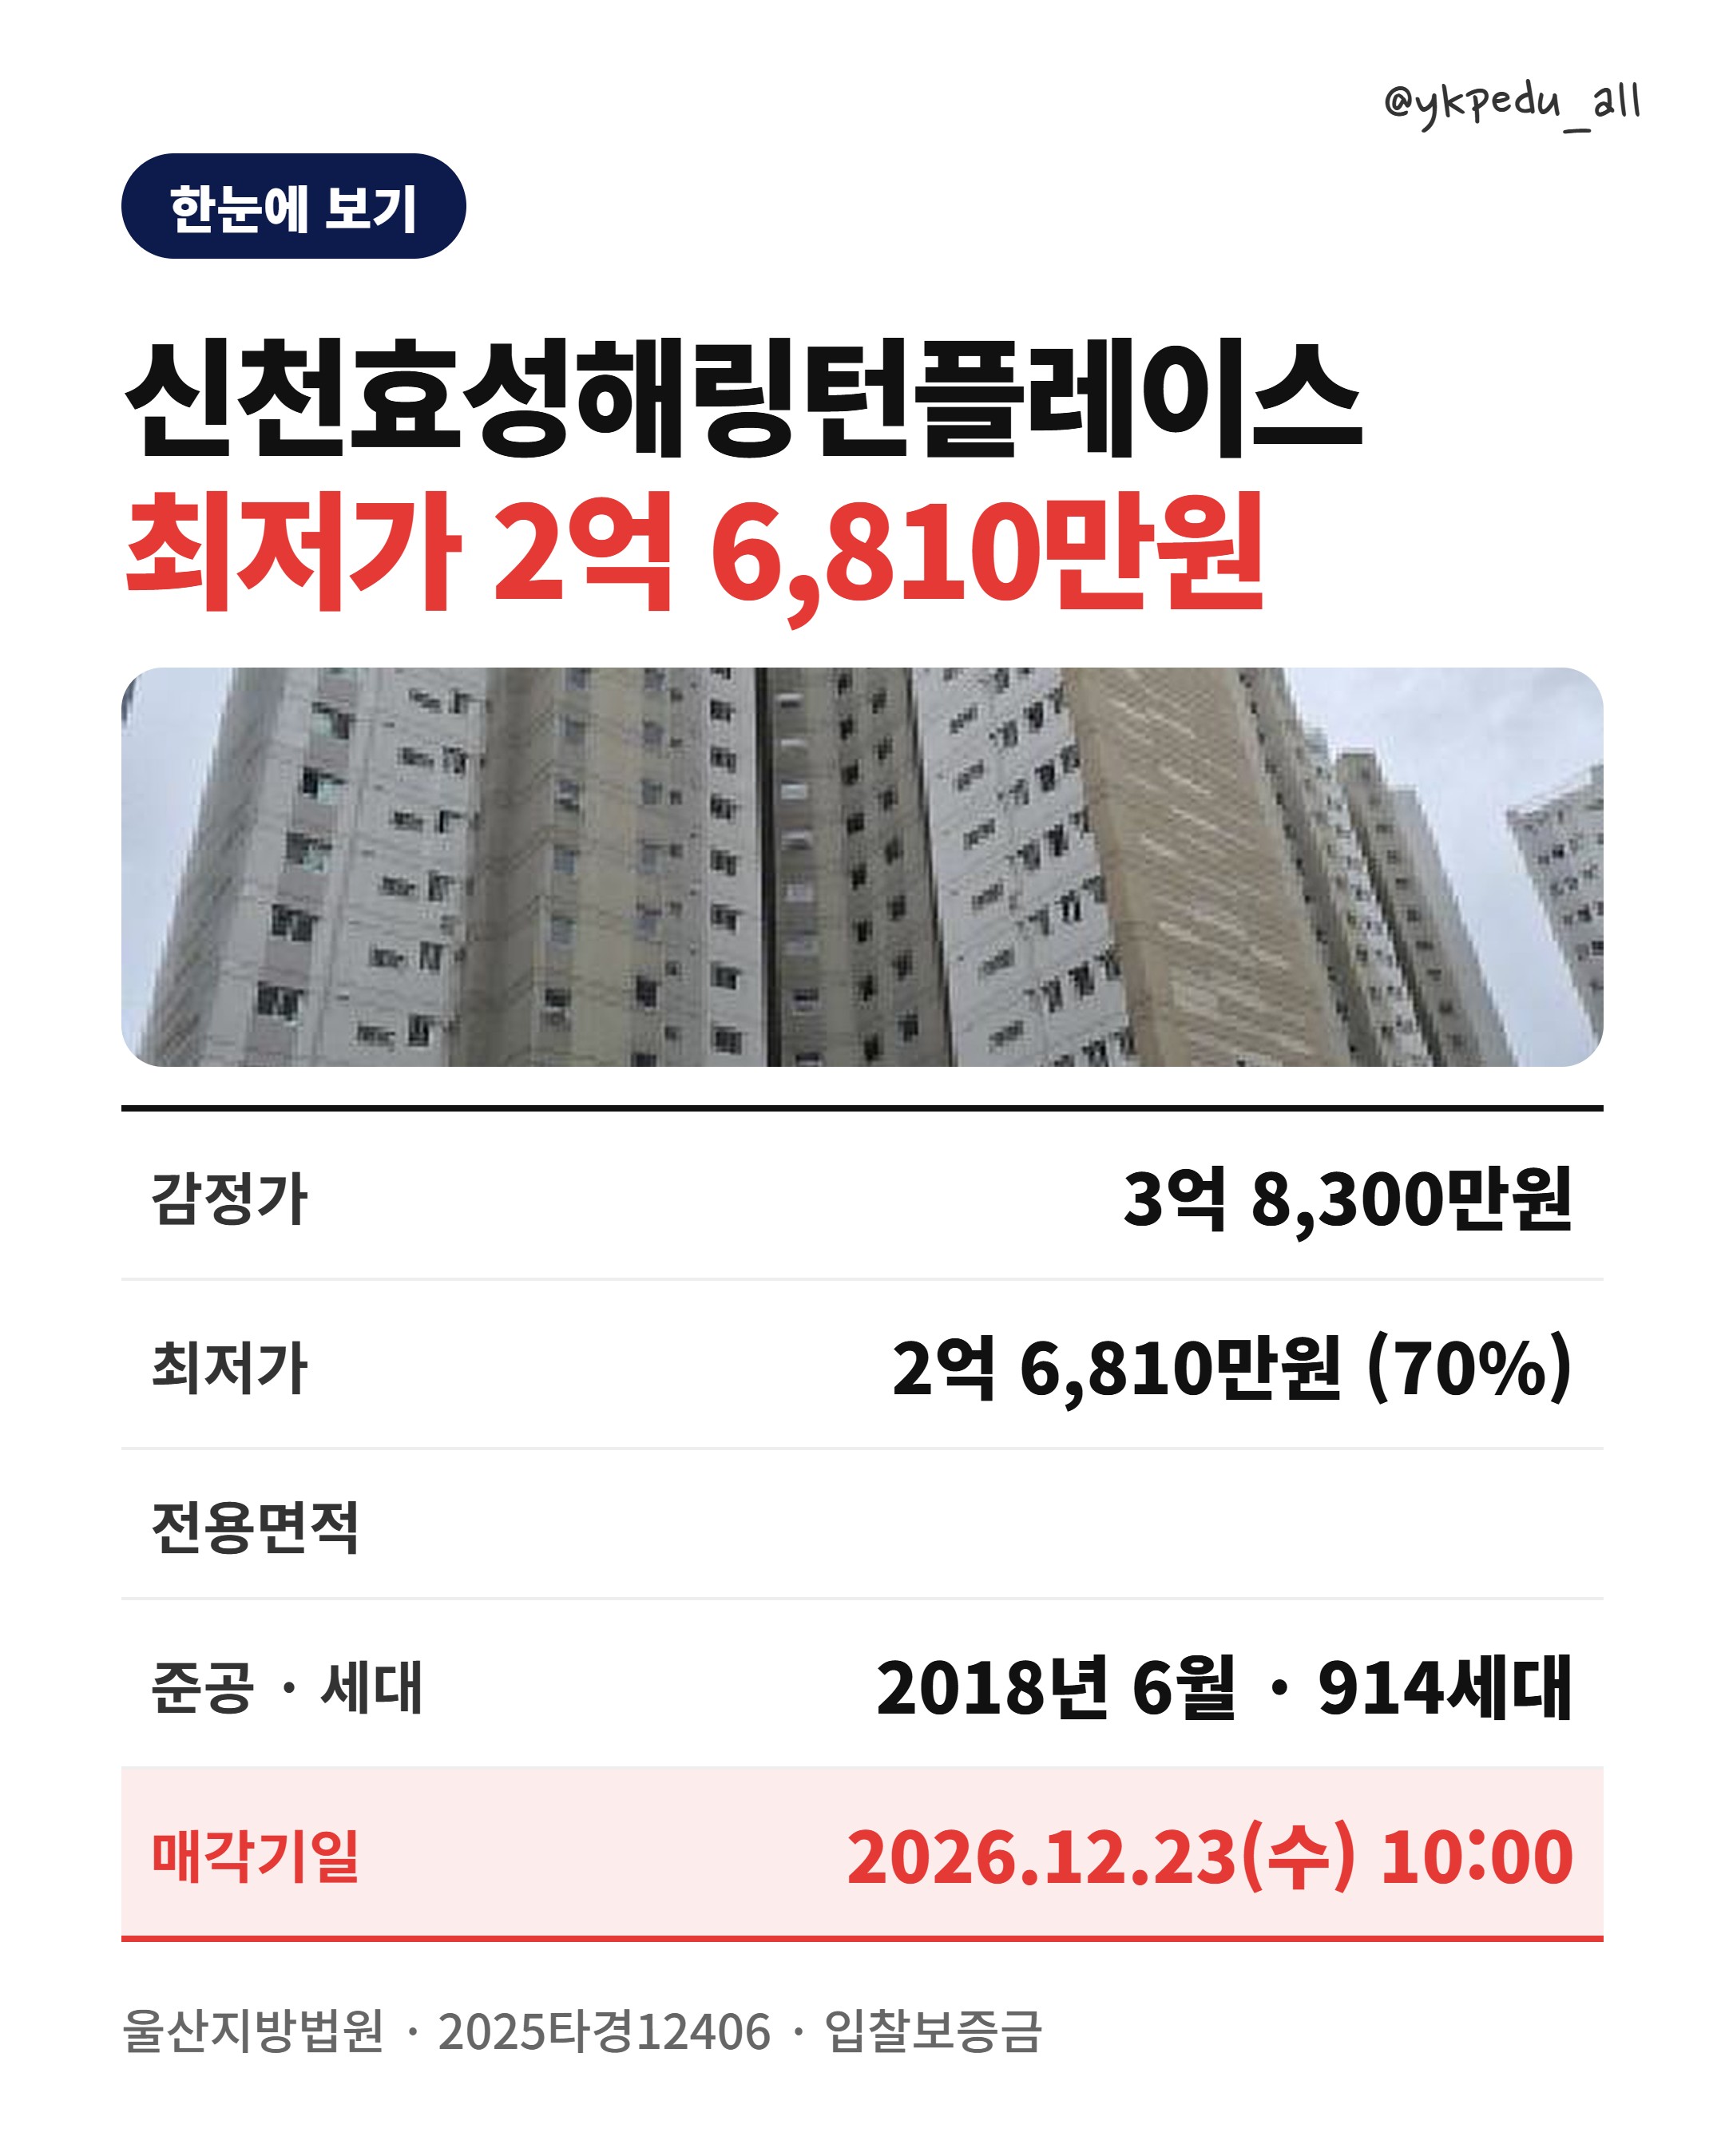 @ykpedu_all
한눈에 보기
신천효성해링턴플레이스
최저가 2억 6,810만원
감정가 3억 8,300만원
최저가 2억 6,810만원 (70%)
전용면적
준공 · 세대 2018년 6월 · 914세대
매각기일 2026.12.23(수) 10:00
울산지방법원 · 2025타경12406 · 입찰보증금